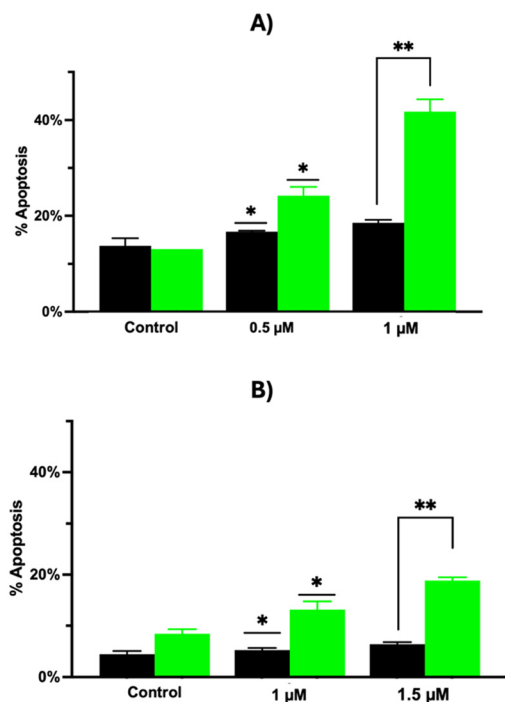 A)
**
% Apoptosis
40%
*
*
20%
0%
Control
0.5 µM
1 µM
B)
% Apoptosis
40%
**
20%
*
*
0%
Control
1 µM
1.5 µM